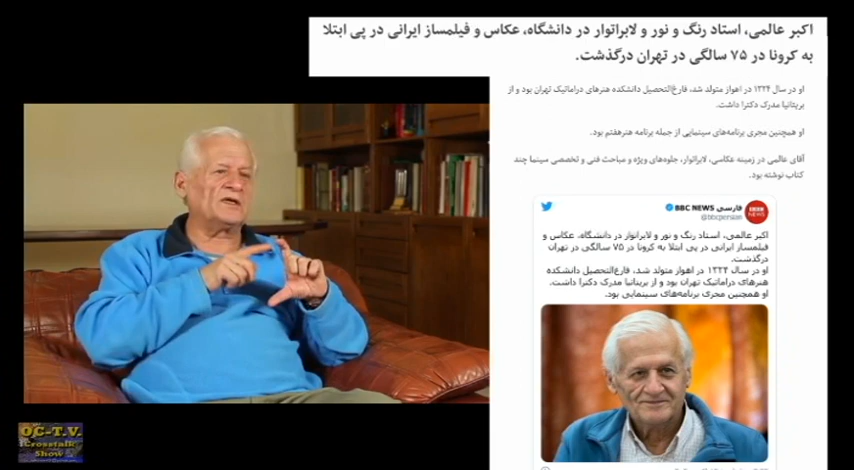 اکبر عالمی، استاد رنگ و نور و لابراتوار در دانشگاه، عکاس و فیلمساز ایرانی در پی ابتلا
به کرونا در ۷۵ سالگی در تهران درگذشت.
او در سال ۱۳۲۴ در اهواز متولد شد، فارغ‌التحصیل دانشکده هنرهای دراماتیک تهران بود و از
بریتانیا مدرک دکترا داشت.
او همچنین مجری برنامه‌های سینمایی از جمله برنامه هنرهفتم بود.
آقای عالمی در زمینه عکاسی، لابراتوار، جلوه‌های ویژه و مباحث فنی و تخصصی سینما چند
کتاب نوشته بود.
BBC NEWS فارسی
@bbcpersian
BBC
NEWS
اکبر عالمی، استاد رنگ و نور و لابراتوار در دانشگاه، عکاس و
فیلمساز ایرانی در پی ابتلا به کرونا در ۷۵ سالگی در تهران
درگذشت.
او در سال ۱۳۲۴ در اهواز متولد شد، فارغ‌التحصیل دانشکده
هنرهای دراماتیک تهران بود و از بریتانیا مدرک دکترا داشت.
او همچنین مجری برنامه‌های سینمایی بود.
OC-T.V.
Crosstalk
Show